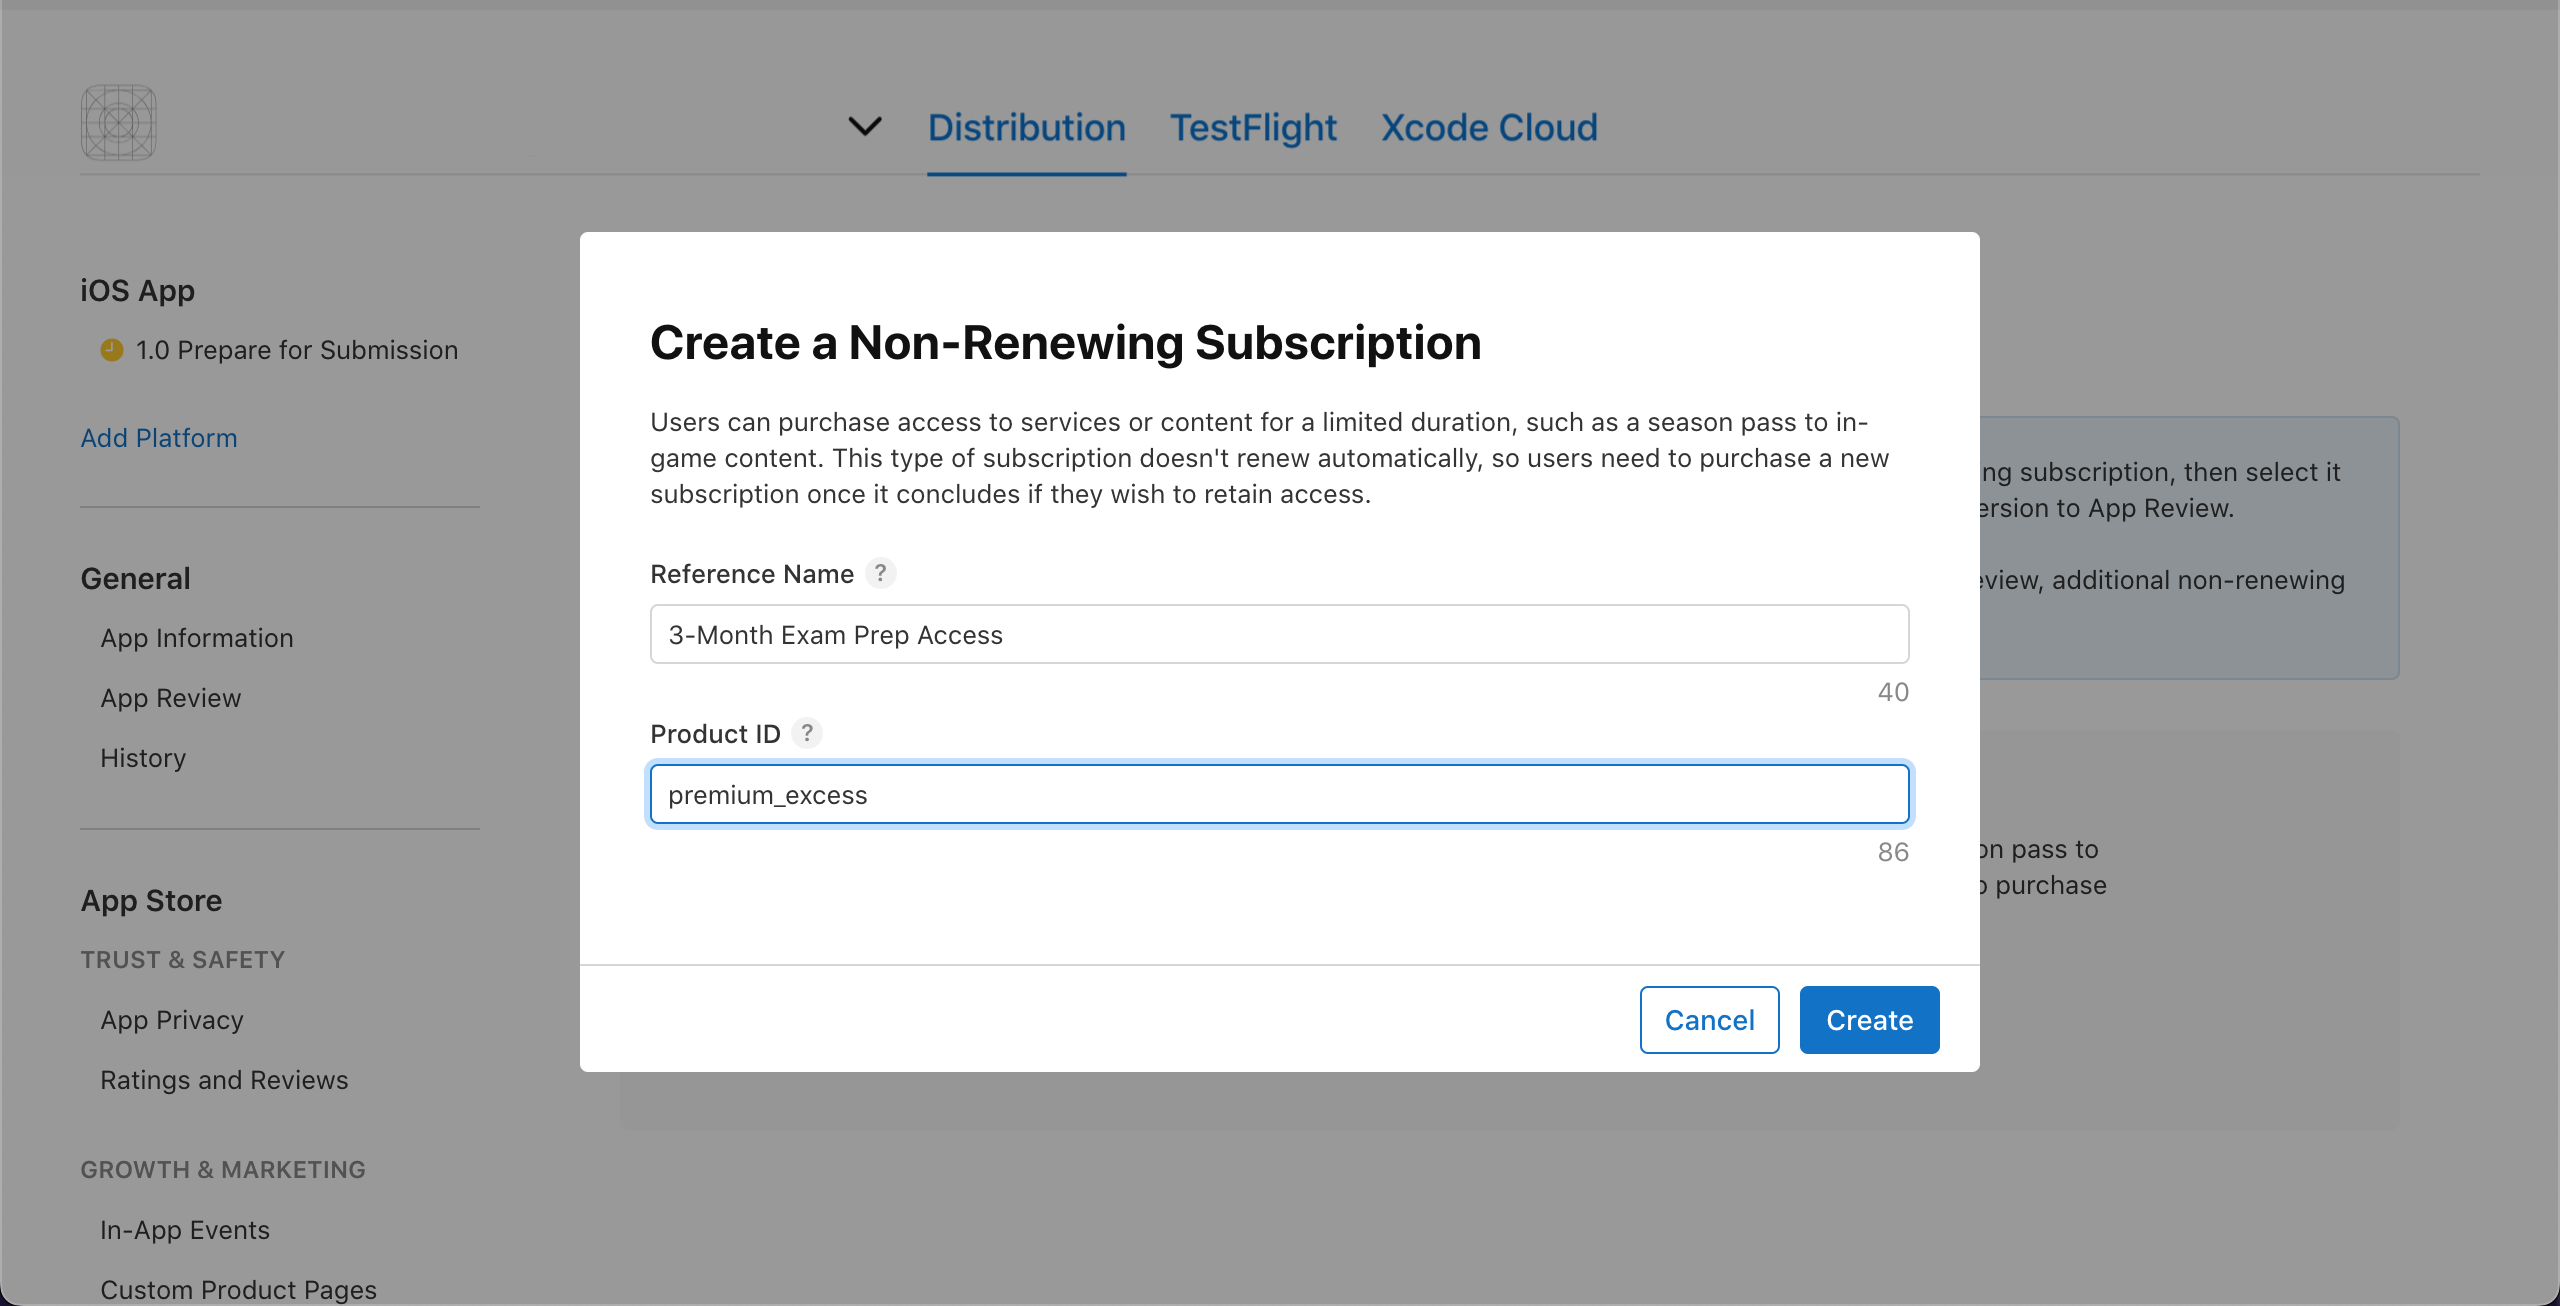 Distribution
TestFlight
Xcode Cloud
iOS App
1.0 Prepare for Submission
Add Platform
General
App Information
App Review
History
App Store
TRUST & SAFETY
App Privacy
Ratings and Reviews
GROWTH & MARKETING
In-App Events
Custom Product Pages
ng subscription, then select it
ersion to App Review.
eview, additional non-renewing
on pass to
o purchase
Create a Non-Renewing Subscription
Users can purchase access to services or content for a limited duration, such as a season pass to in-
game content. This type of subscription doesn't renew automatically, so users need to purchase a new
subscription once it concludes if they wish to retain access.
Reference Name ?
3-Month Exam Prep Access
40
Product ID ?
premium_excess
86
Cancel
Create